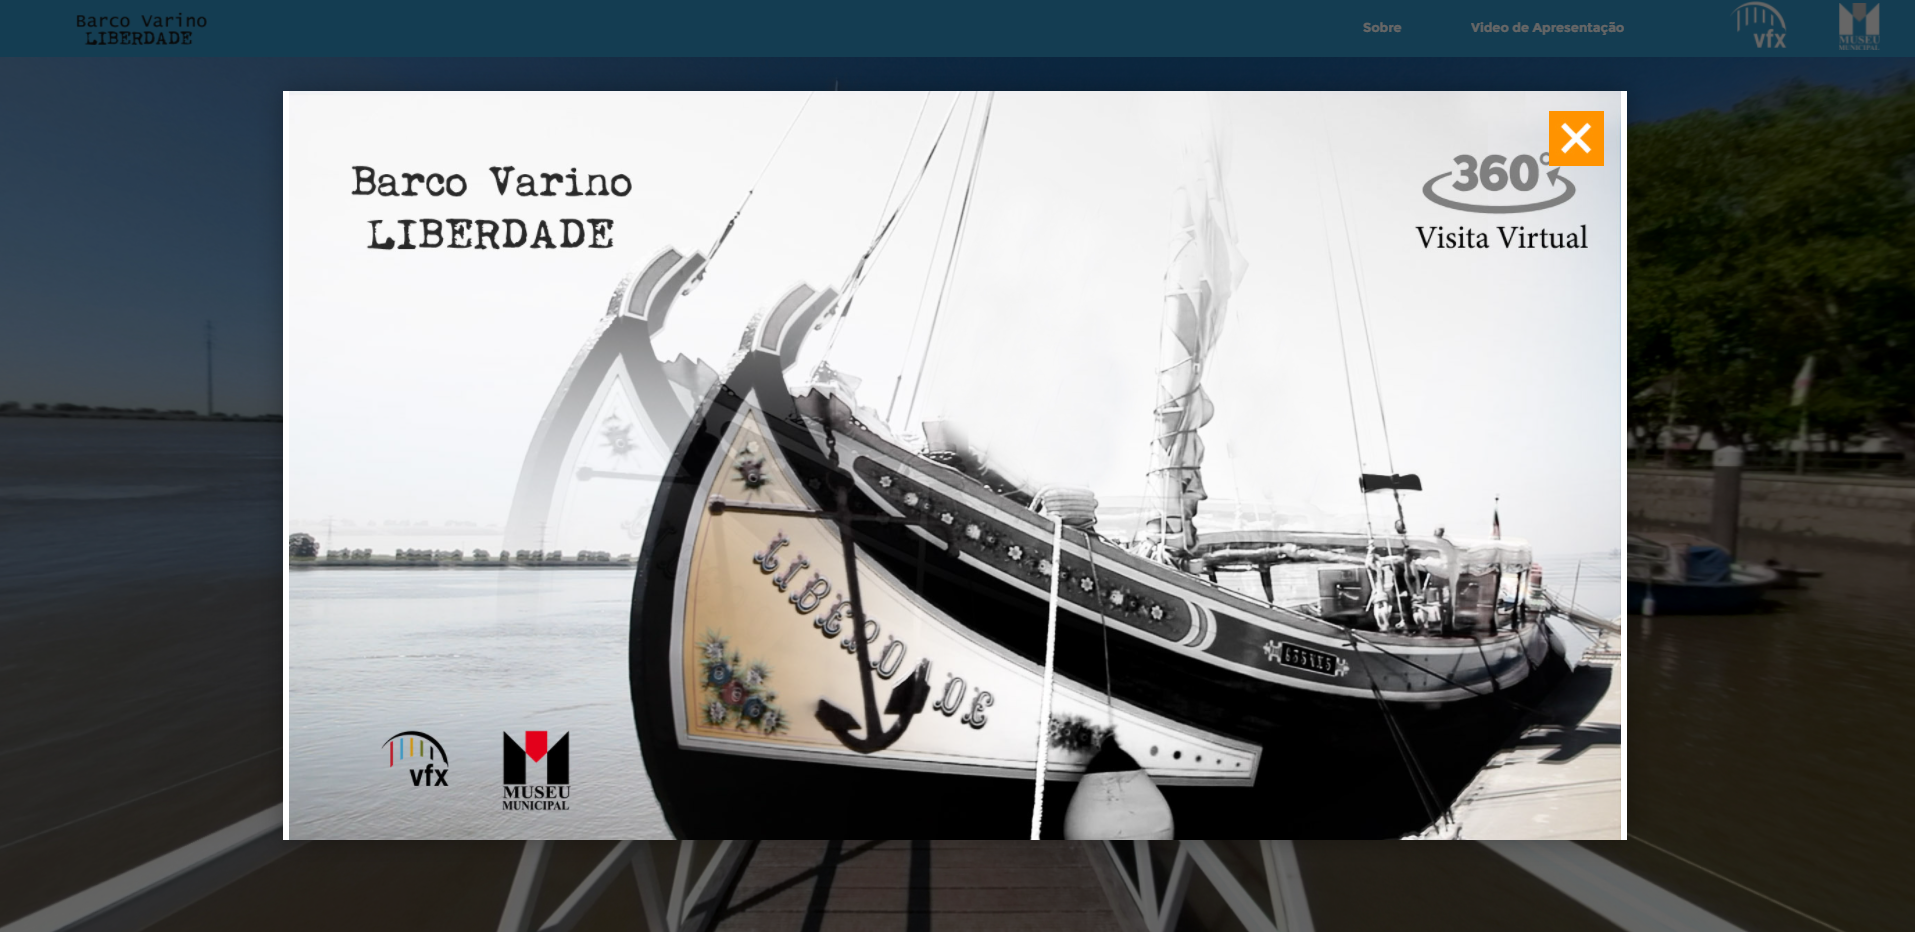 Barco Varino
LIBERDADE
Sobre
Video de Apresentação
vfx
MUSEU
MUNICIPAL
Barco Varino
LIBERDADE
360°
Visita Virtual
LIBERDADE
vfx
MUSEU
MUNICIPAL